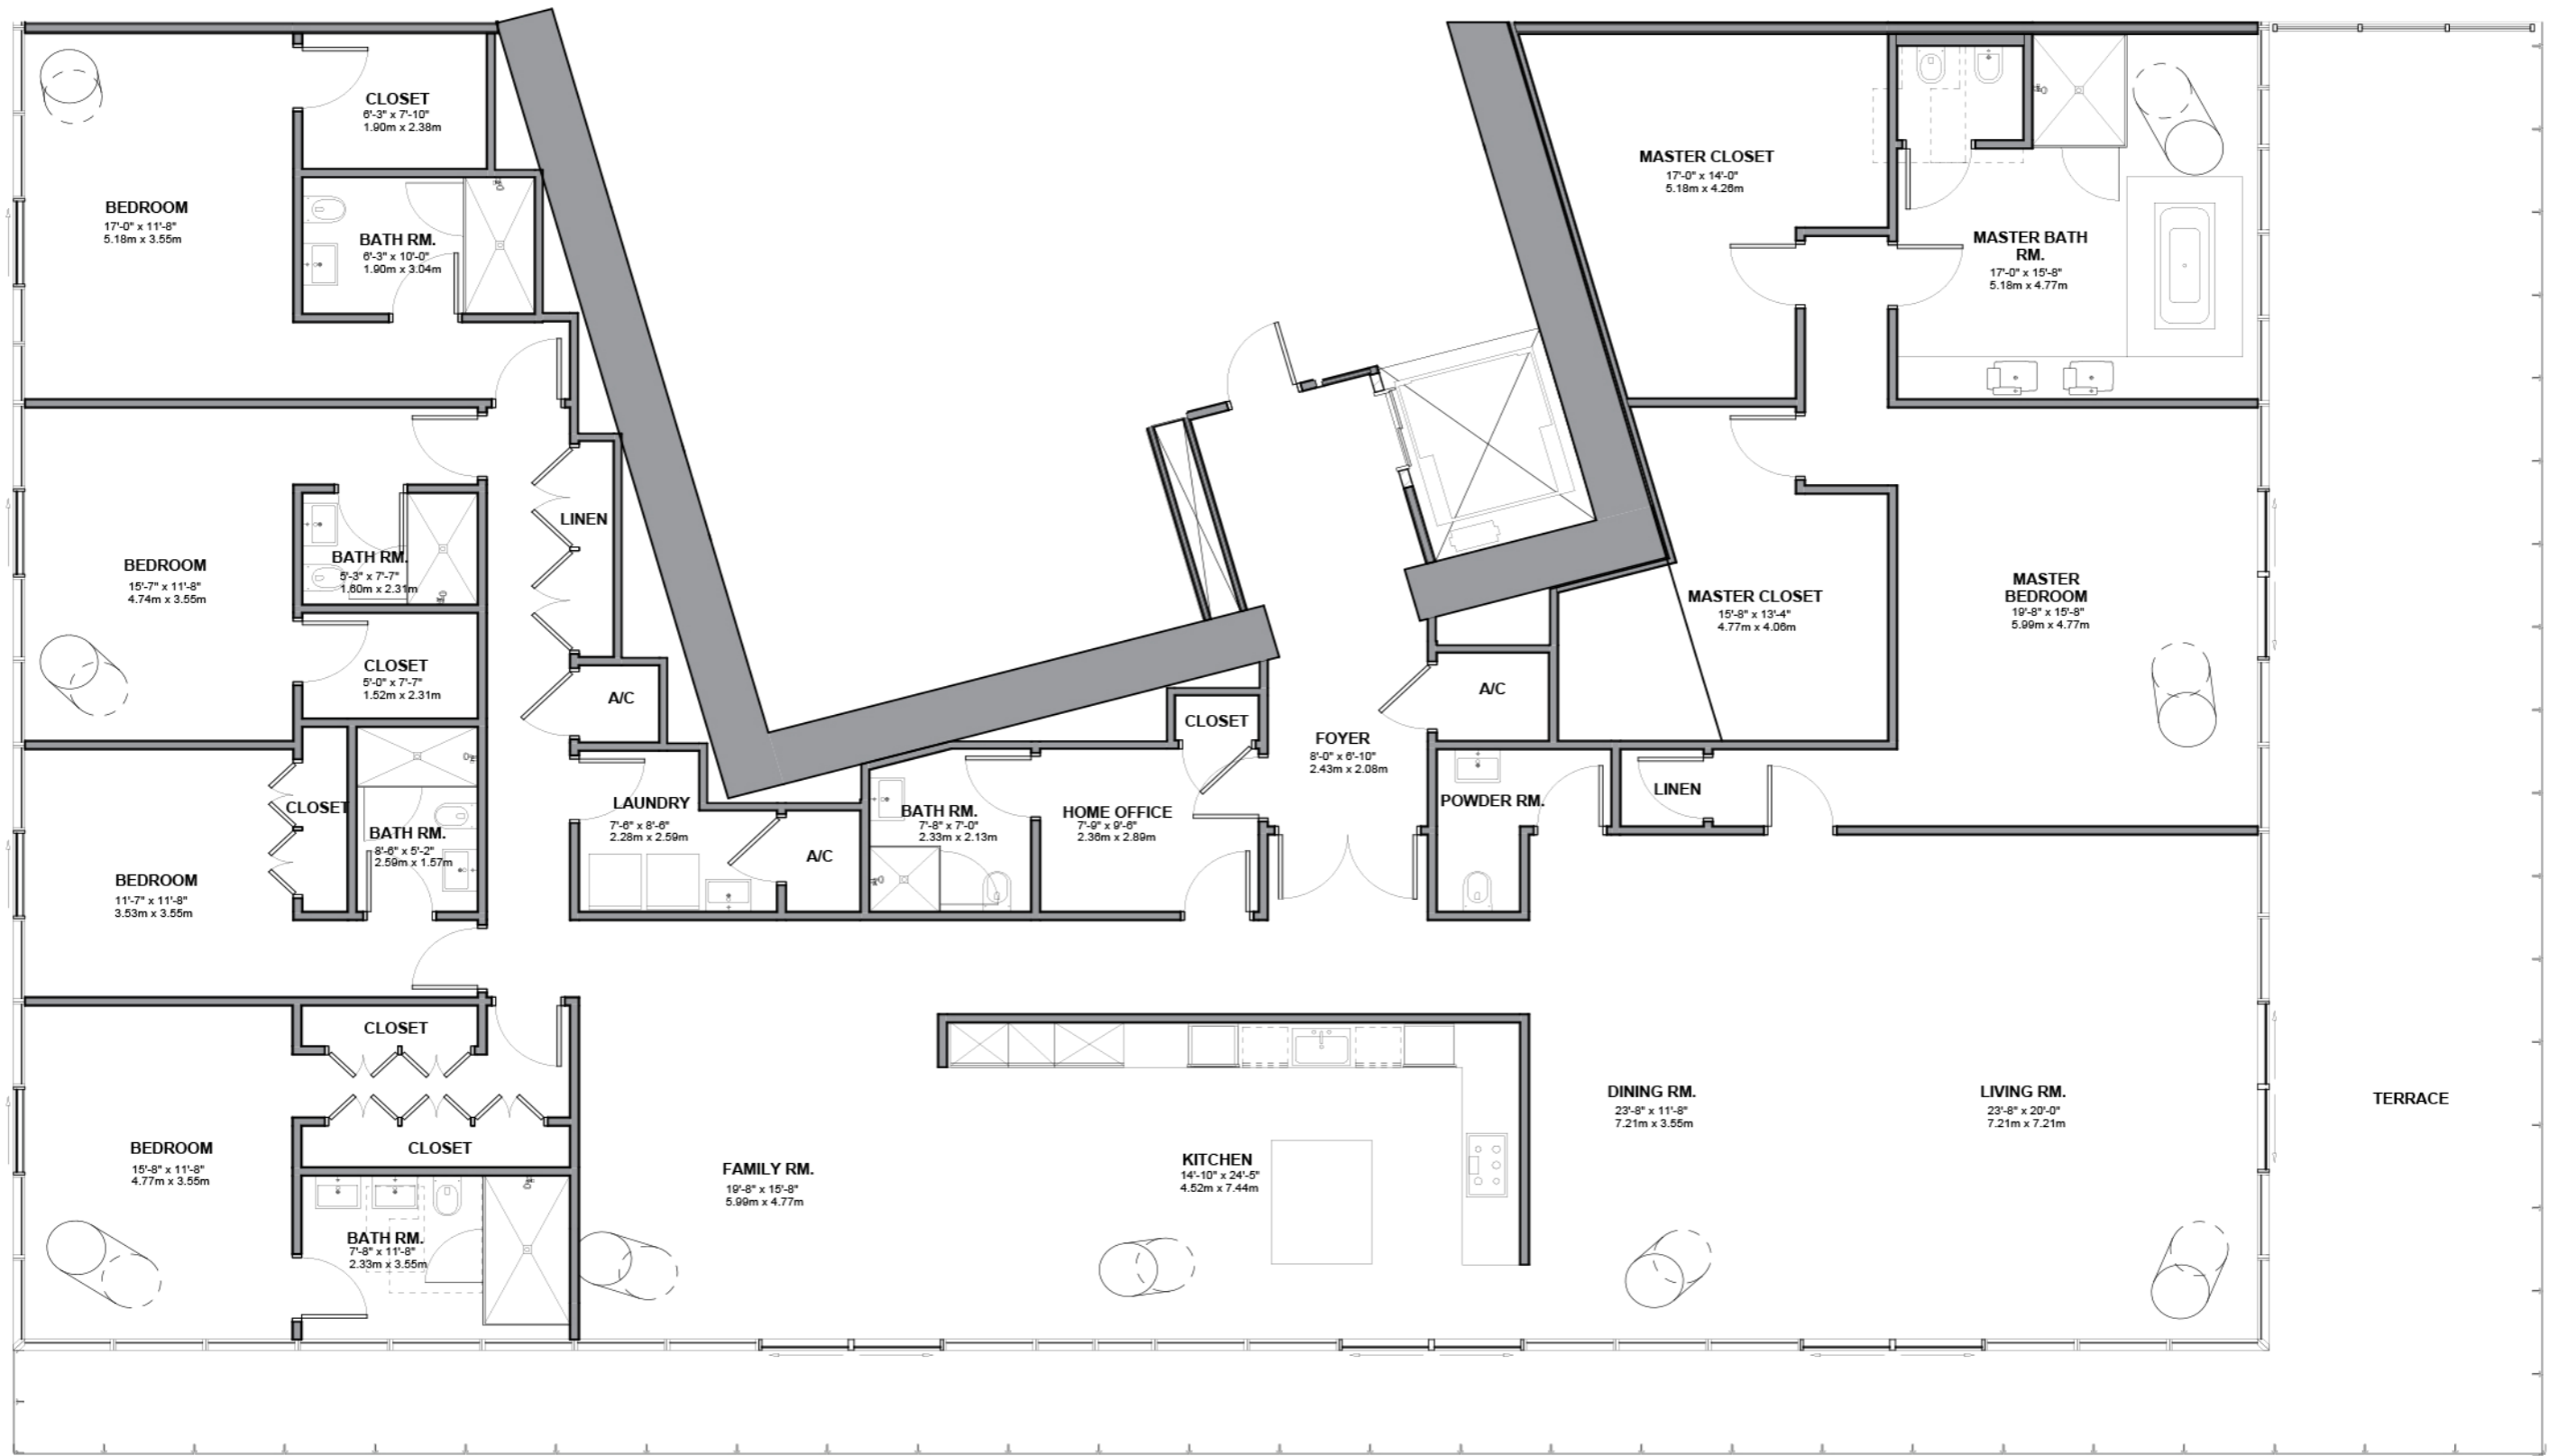 CLOSET
6'-3" x 7'-10"
1.90m x 2.38m
BEDROOM
17'-0" x 11'-8"
5.18m x 3.55m
BATH RM.
6'-3" x 10'-0"
1.90m x 3.04m
MASTER CLOSET
17'-0" x 14'-0"
5.18m x 4.26m
MASTER BATH
RM.
17'-0" x 15'-8"
5.18m x 4.77m
LINEN
BEDROOM
15'-7" x 11'-8"
4.74m x 3.55m
BATH RM.
5'-3" x 7'-7"
1.60m x 2.31m
CLOSET
5'-0" x 7'-7"
1.52m x 2.31m
A/C
MASTER CLOSET
15'-8" x 13'-4"
4.77m x 4.06m
MASTER
BEDROOM
19'-8" x 15'-8"
5.99m x 4.77m
A/C
CLOSET
FOYER
8'-0" x 6'-10"
2.43m x 2.08m
CLOSET
BATH RM.
8'-6" x 5'-2"
2.59m x 1.57m
LAUNDRY
7'-6" x 8'-6"
2.28m x 2.59m
A/C
BATH RM.
7'-8" x 7'-0"
2.33m x 2.13m
HOME OFFICE
7'-9" x 9'-6"
2.36m x 2.89m
POWDER RM.
LINEN
BEDROOM
11'-7" x 11'-8"
3.53m x 3.55m
CLOSET
CLOSET
BEDROOM
15'-8" x 11'-8"
4.77m x 3.55m
BATH RM.
7'-8" x 11'-8"
2.33m x 3.55m
FAMILY RM.
19'-8" x 15'-8"
5.99m x 4.77m
KITCHEN
14'-10" x 24'-5"
4.52m x 7.44m
DINING RM.
23'-8" x 11'-8"
7.21m x 3.55m
LIVING RM.
23'-8" x 20'-0"
7.21m x 7.21m
TERRACE